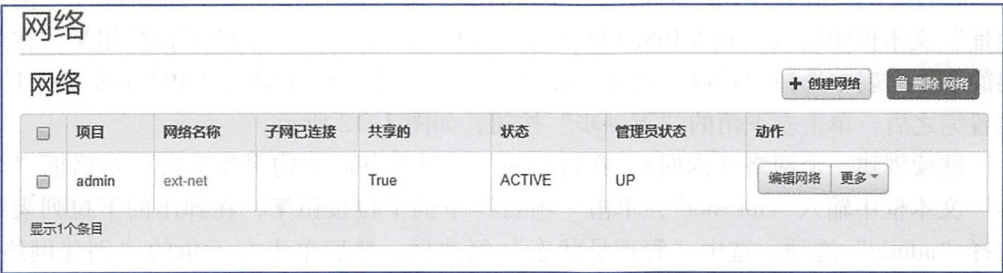 网络
网络
+ 创建网络 删除 网络
项目 网络名称 子网已连接 共享的 状态 管理员状态 动作
admin ext-net True ACTIVE UP 编辑网络 更多
显示1个条目